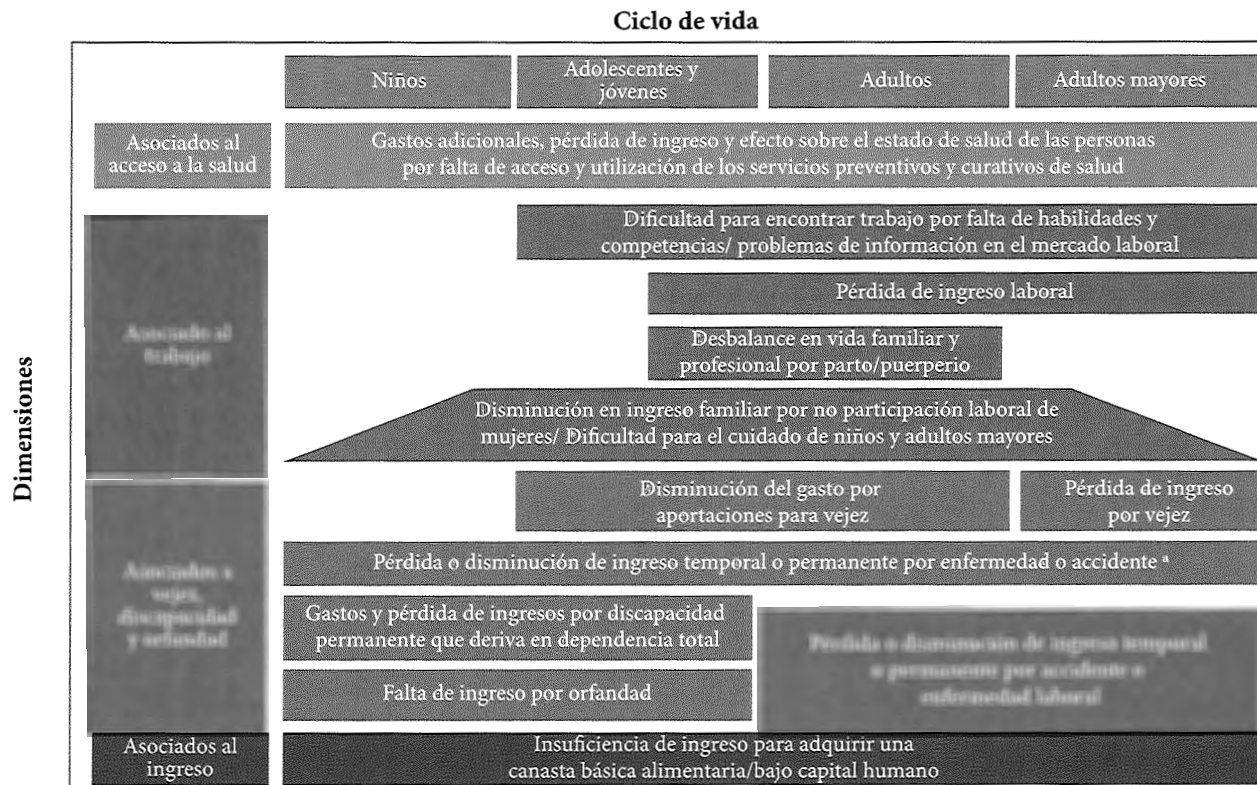 Ciclo de vida
Niños
Adolescentes y
jóvenes
Adultos
Adultos mayores
Dimensiones
Asociados al
acceso a la salud
Gastos adicionales, pérdida de ingreso y efecto sobre el estado de salud de las personas
por falta de acceso y utilización de los servicios preventivos y curativos de salud
Dificultad para encontrar trabajo por falta de habilidades y
competencias/ problemas de información en el mercado laboral
Pérdida de ingreso laboral
Desbalance en vida familiar y
profesional por parto/puerperio
Disminución en ingreso familiar por no participación laboral de
mujeres/ Dificultad para el cuidado de niños y adultos mayores
Disminución del gasto por
aportaciones para vejez
Pérdida de ingreso
por vejez
Pérdida o disminución de ingreso temporal o permanente por enfermedad o accidente ª
Gastos y pérdida de ingresos por discapacidad
permanente que deriva en dependencia total
Falta de ingreso por orfandad
Asociados al
ingreso
Insuficiencia de ingreso para adquirir una
canasta básica alimentaria/bajo capital humano